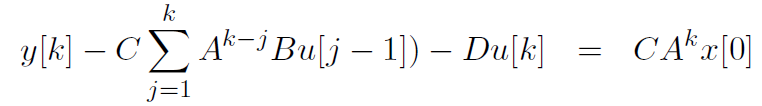 y[k] − C ∑_{j=1}^{k} A^{k−j}Bu[j − 1]) − Du[k] = CA^{k}x[0]